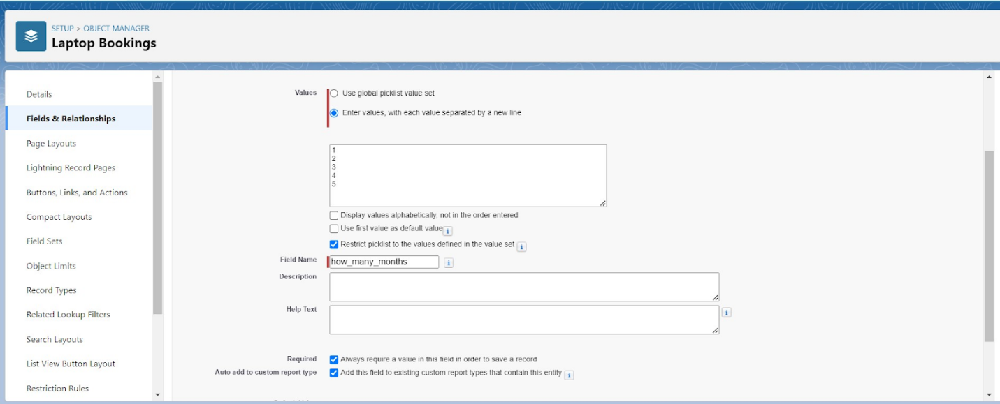 SETUP > OBJECT MANAGER
Laptop Bookings
Details
Fields & Relationships
Page Layouts
Lightning Record Pages
Buttons, Links, and Actions
Compact Layouts
Field Sets
Object Limits
Record Types
Related Lookup Filters
Search Layouts
List View Button Layout
Restriction Rules
Values
Use global picklist value set
Enter values, with each value separated by a new line
1
2
3
4
5
Display values alphabetically, not in the order entered
Use first value as default value
Restrict picklist to the values defined in the value set
Field Name
how_many_months
Description
Help Text
Required
Always require a value in this field in order to save a record
Auto add to custom report type
Add this field to existing custom report types that contain this entity